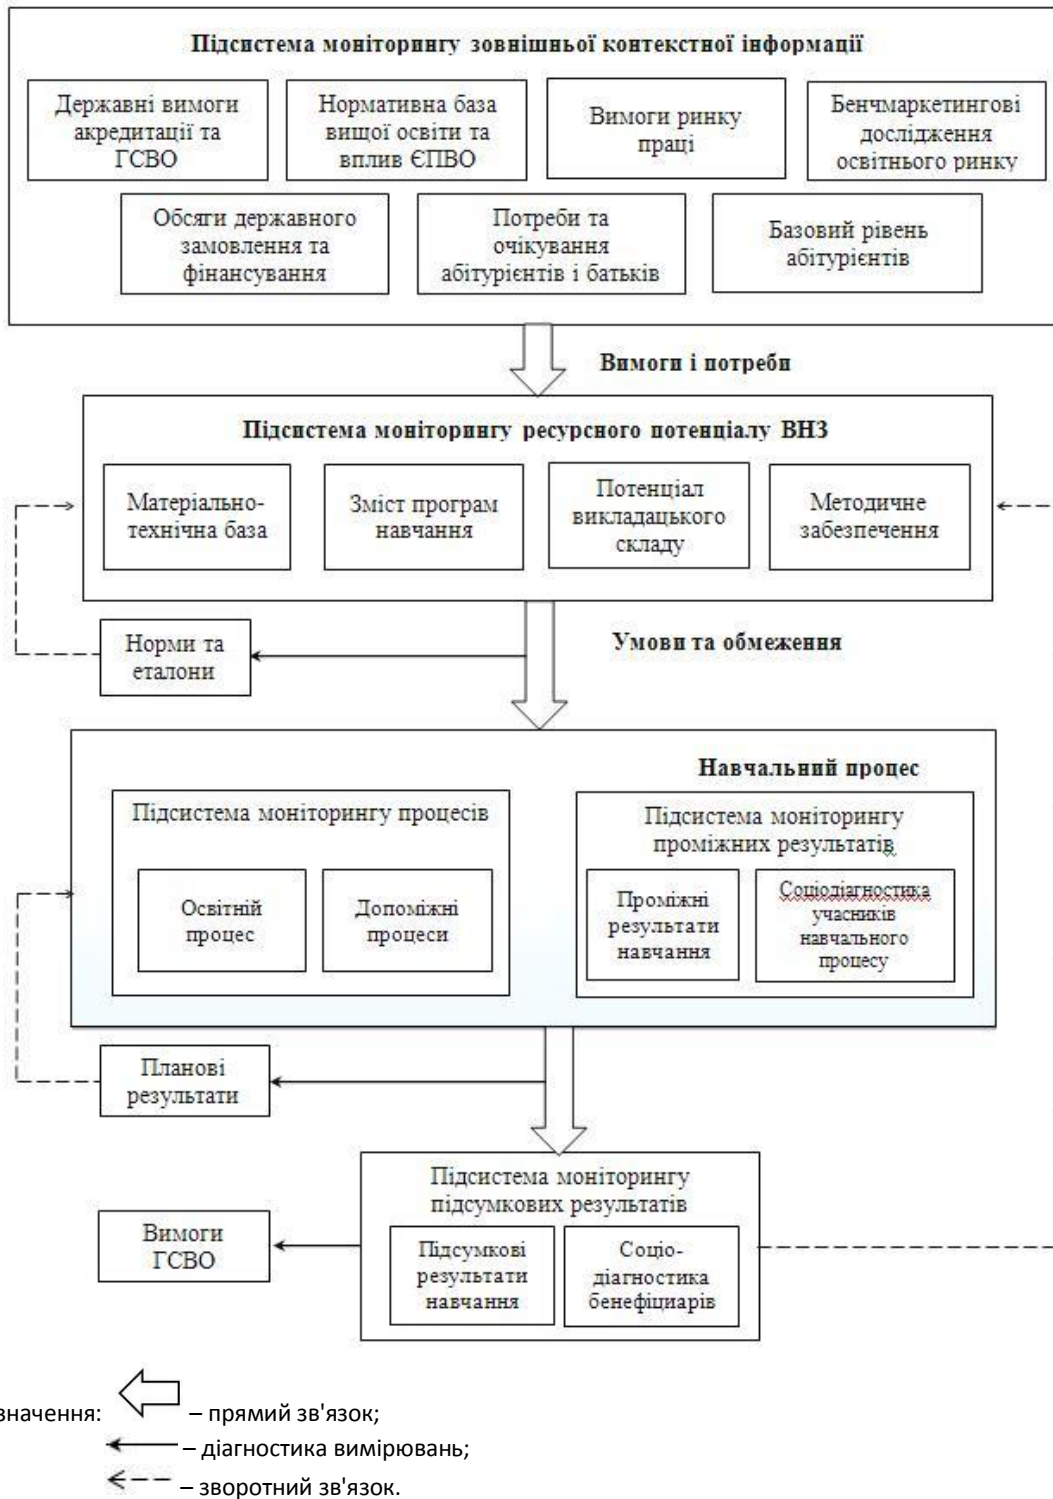 Підсистема моніторингу зовнішньої контекстної інформації
Державні вимоги
акредитації та
ГСВО
Нормативна база
вищої освіти та
вплив ЄПВО
Вимоги ринку
праці
Бенчмаркетингові
дослідження
освітнього ринку
Обсяги державного
замовлення та
фінансування
Потреби та
очікування
абітурієнтів і батьків
Базовий рівень
абітурієнтів
Вимоги і потреби
Підсистема моніторингу ресурсного потенціалу ВНЗ
Матеріально-
технічна база
Зміст програм
навчання
Потенціал
викладацького
складу
Методичне
забезпечення
Норми та
еталони
Умови та обмеження
Навчальний процес
Підсистема моніторингу процесів
Освітній
процес
Допоміжні
процеси
Підсистема моніторингу
проміжних результатів
Проміжні
результати
навчання
Соціодіагностика
учасників
навчального
процесу
Планові
результати
Підсистема моніторингу
підсумкових результатів
Вимоги
ГСВО
Підсумкові
результати
навчання
Соціо-
діагностика
бенефіциарів
значення: – прямий зв'язок;
– діагностика вимірювань;
– зворотний зв'язок.